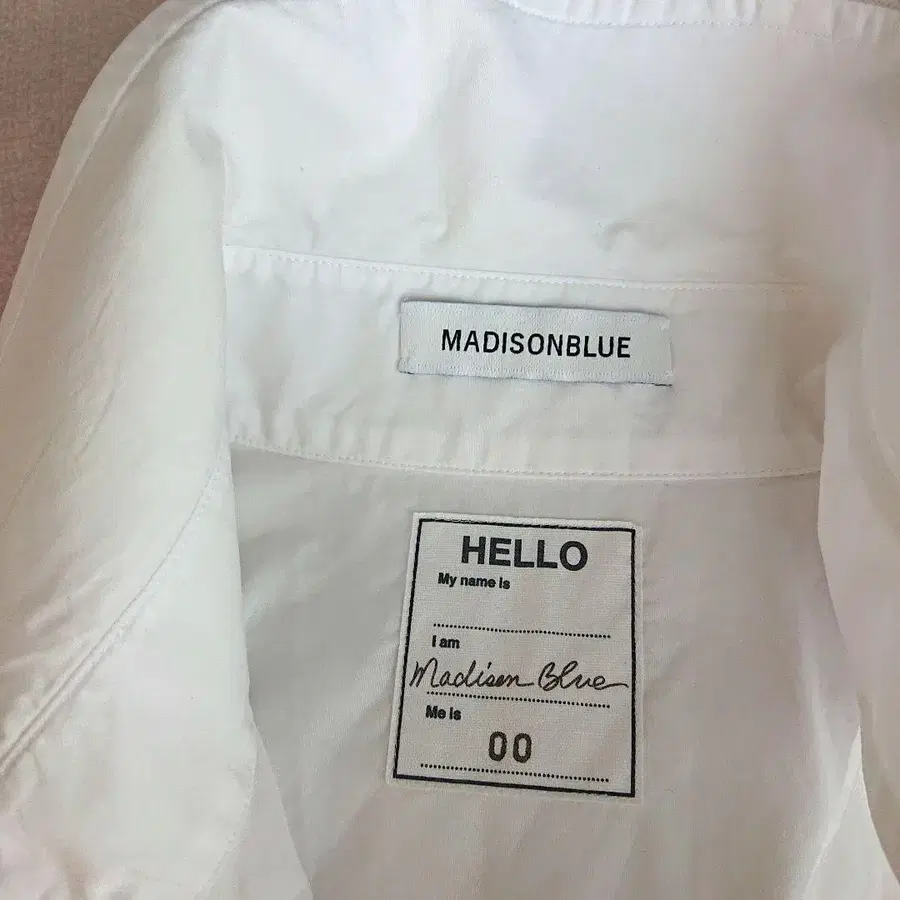 MADISONBLUE
HELLO
My name is
I am
Madison Blue
Me is
00